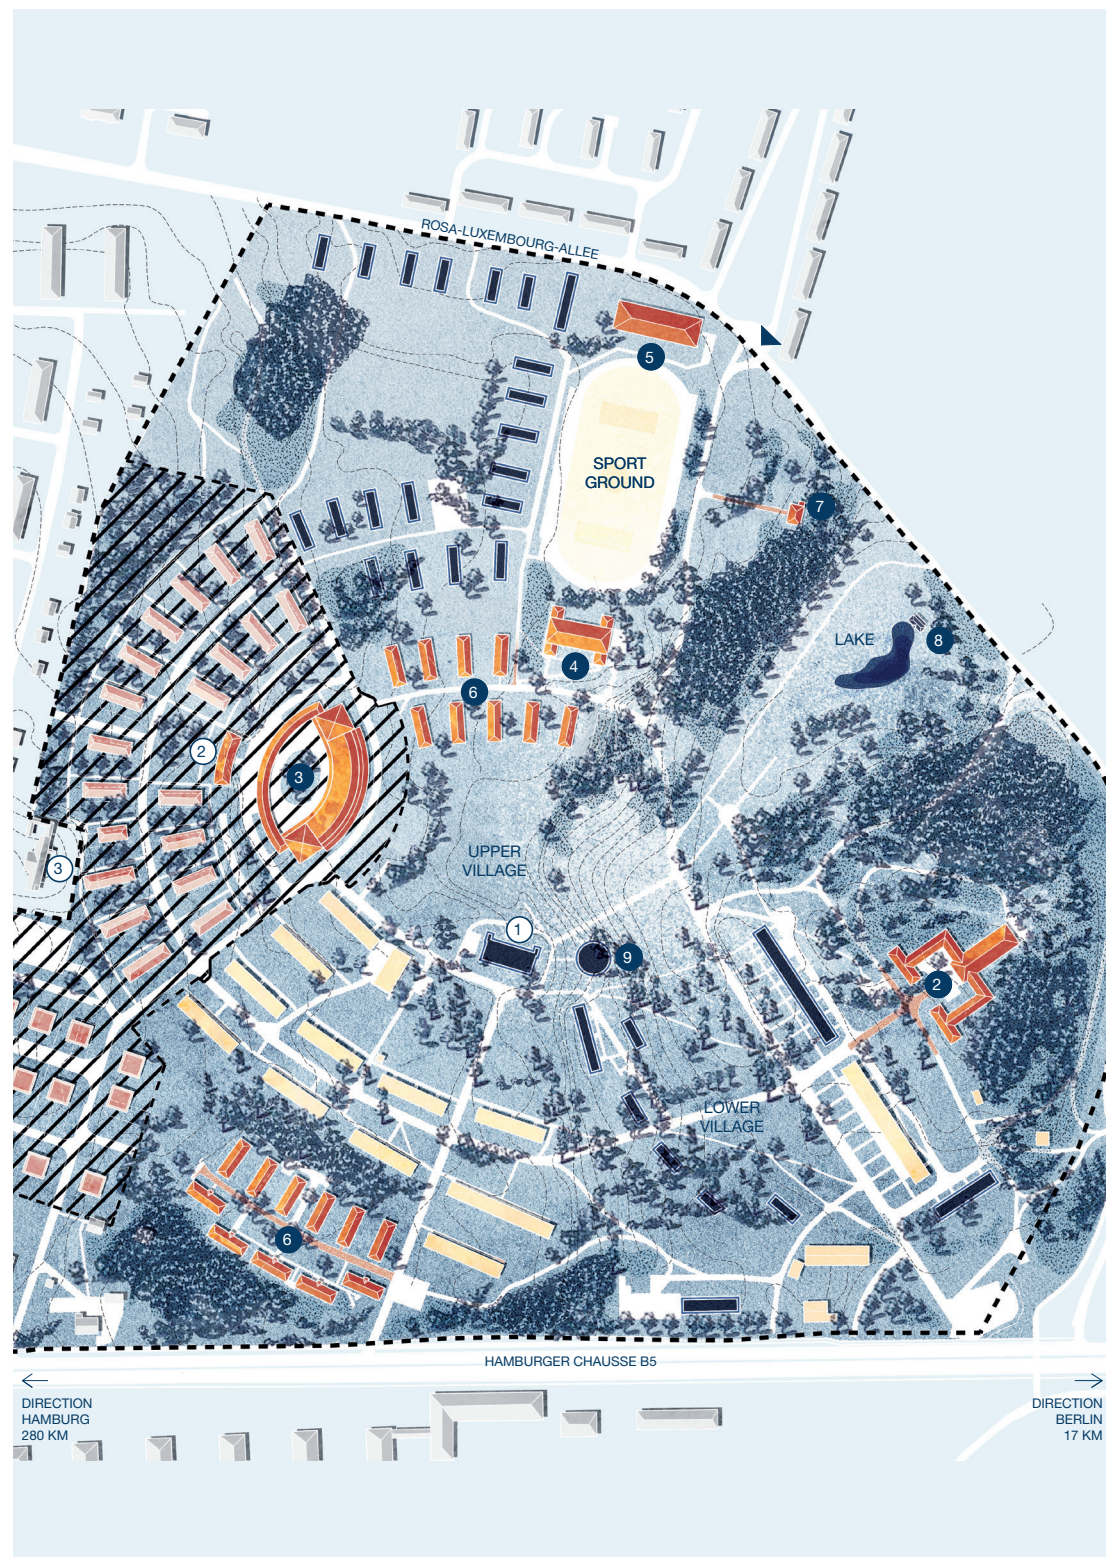 ROSA-LUXEMBOURG-ALLEE
5
SPORT
GROUND
7
LAKE
8
4
6
2
3
3
UPPER
VILLAGE
1
9
2
LOWER
VILLAGE
6
HAMBURGER CHAUSSE B5
DIRECTION
HAMBURG
280 KM
DIRECTION
BERLIN
17 KM